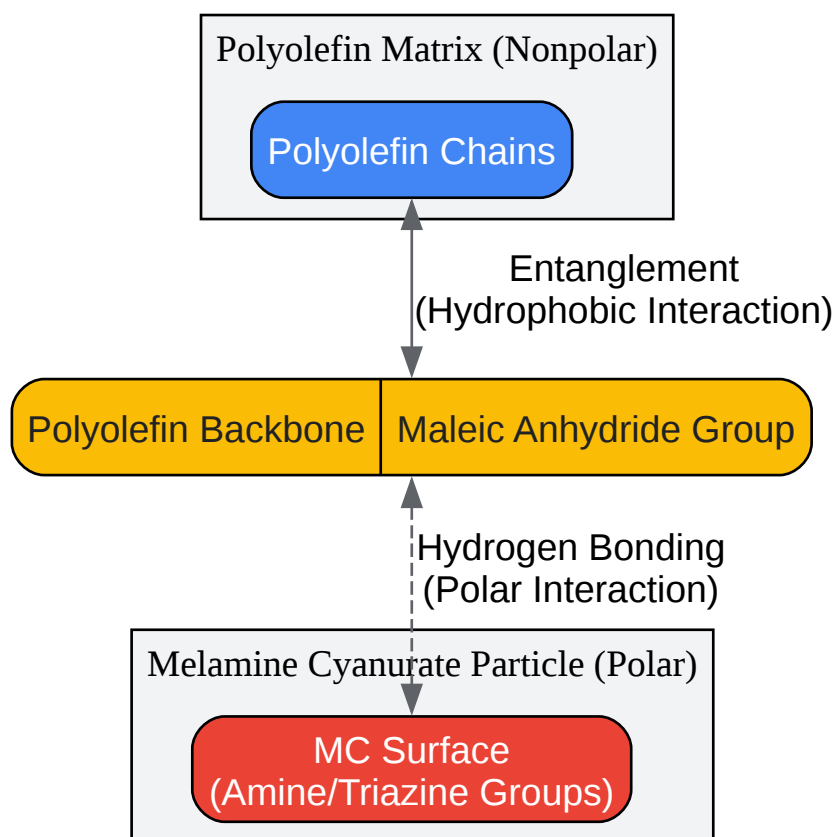 Polyolefin Matrix (Nonpolar)
Polyolefin Chains
Entanglement
(Hydrophobic Interaction)
Polyolefin Backbone
Maleic Anhydride Group
Hydrogen Bonding
(Polar Interaction)
Melamine Cyanurate Particle (Polar)
MC Surface
(Amine/Triazine Groups)